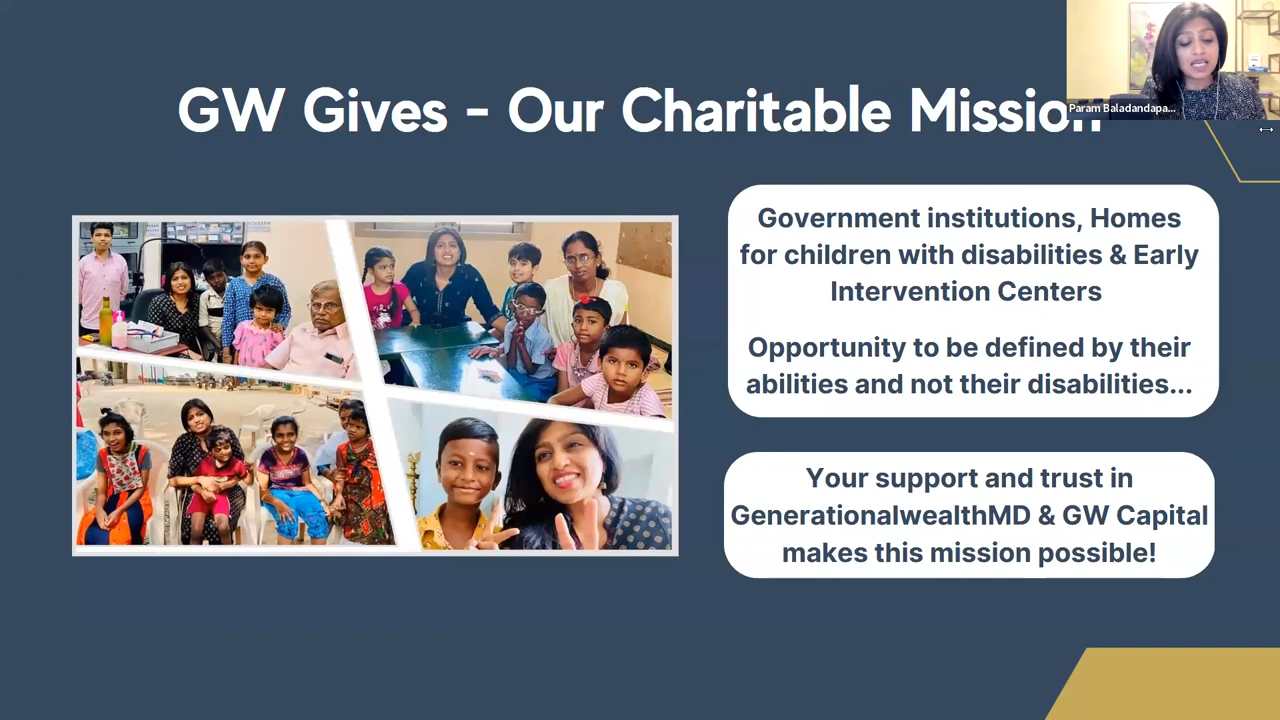 GW Gives - Our Charitable Mission
Param Baladandapa...
Government institutions, Homes
for children with disabilities & Early
Intervention Centers
Opportunity to be defined by their
abilities and not their disabilities...
Your support and trust in
GenerationalwealthMD & GW Capital
makes this mission possible!